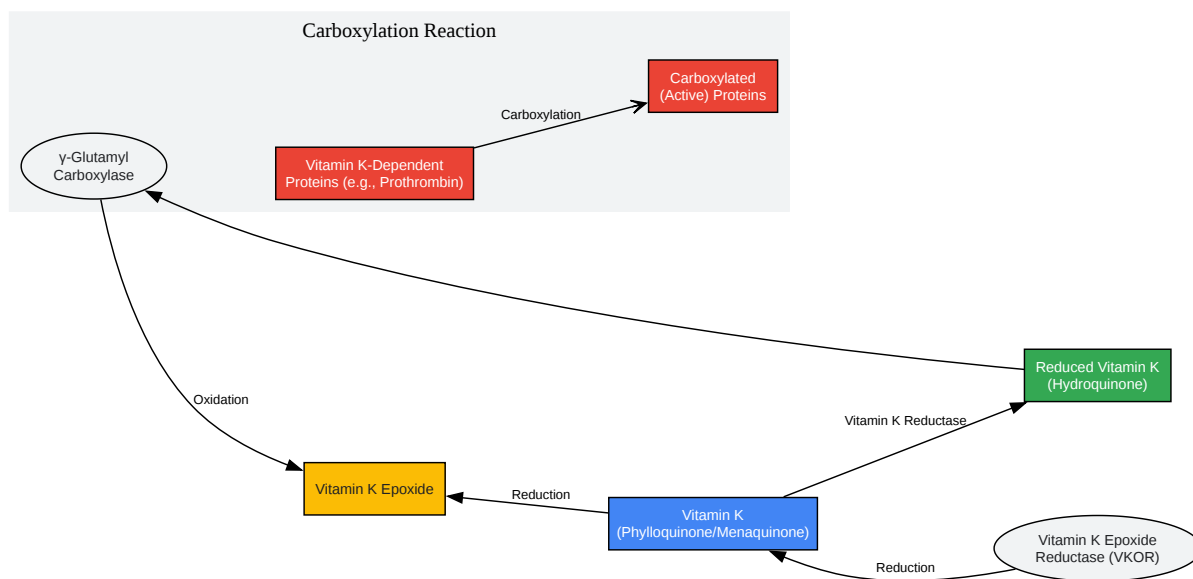 Carboxylation Reaction
Carboxylated
(Active) Proteins
Carboxylation
γ-Glutamyl
Carboxylase
Vitamin K-Dependent
Proteins (e.g., Prothrombin)
Reduced Vitamin K
(Hydroquinone)
Oxidation
Vitamin K Reductase
Vitamin K Epoxide
Reduction
Vitamin K
(Phylloquinone/Menaquinone)
Vitamin K Epoxide
Reductase (VKOR)
Reduction